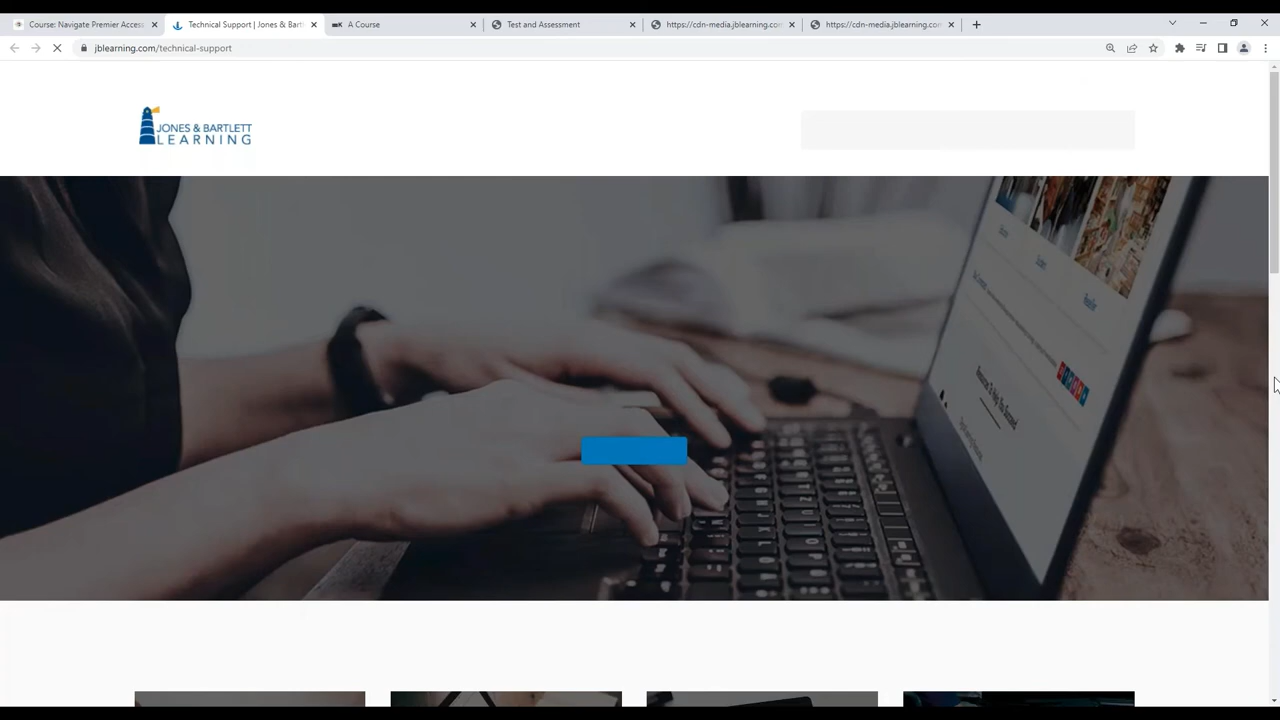 Course: Navigate Premier Access
Technical Support | Jones & Bartl
A Course
Test and Assessment
https://cdn-media.jblearning.com
https://cdn-media.jblearning.com
jblearning.com/technical-support
JONES & BARTLETT
LEARNING